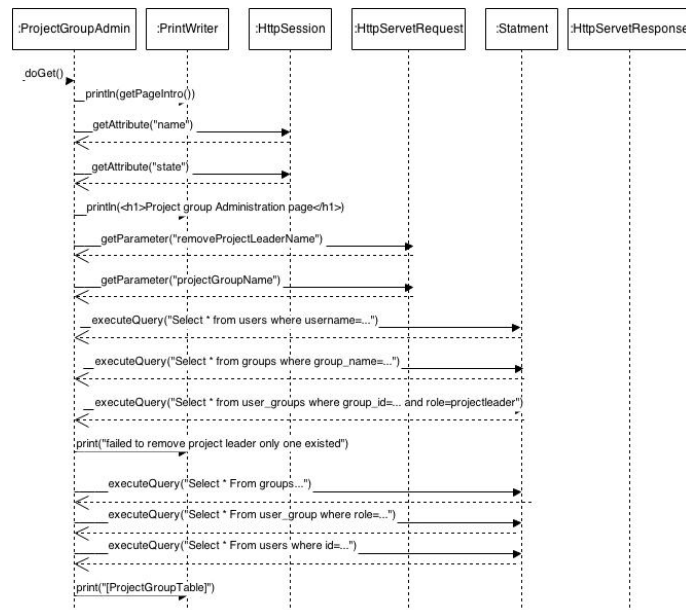 :ProjectGroupAdmin :PrintWriter :HttpSession :HttpServetRequest :Statment :HttpServetResponse
doGet()
println(getPageIntro())
getAttribute("name")
getAttribute("state")
println(<h1>Project group Administration page</h1>)
getParameter("removeProjectLeaderName")
getParameter("projectGroupName")
executeQuery("Select * from users where username=...")
executeQuery("Select * from groups where group_name=...")
executeQuery("Select * from user_groups where group_id=... and role=projectleader")
print("failed to remove project leader only one existed")
executeQuery("Select * From groups...")
executeQuery("Select * From user_group where role=...")
executeQuery("Select * From users where id=...")
print("[ProjectGroupTable]")